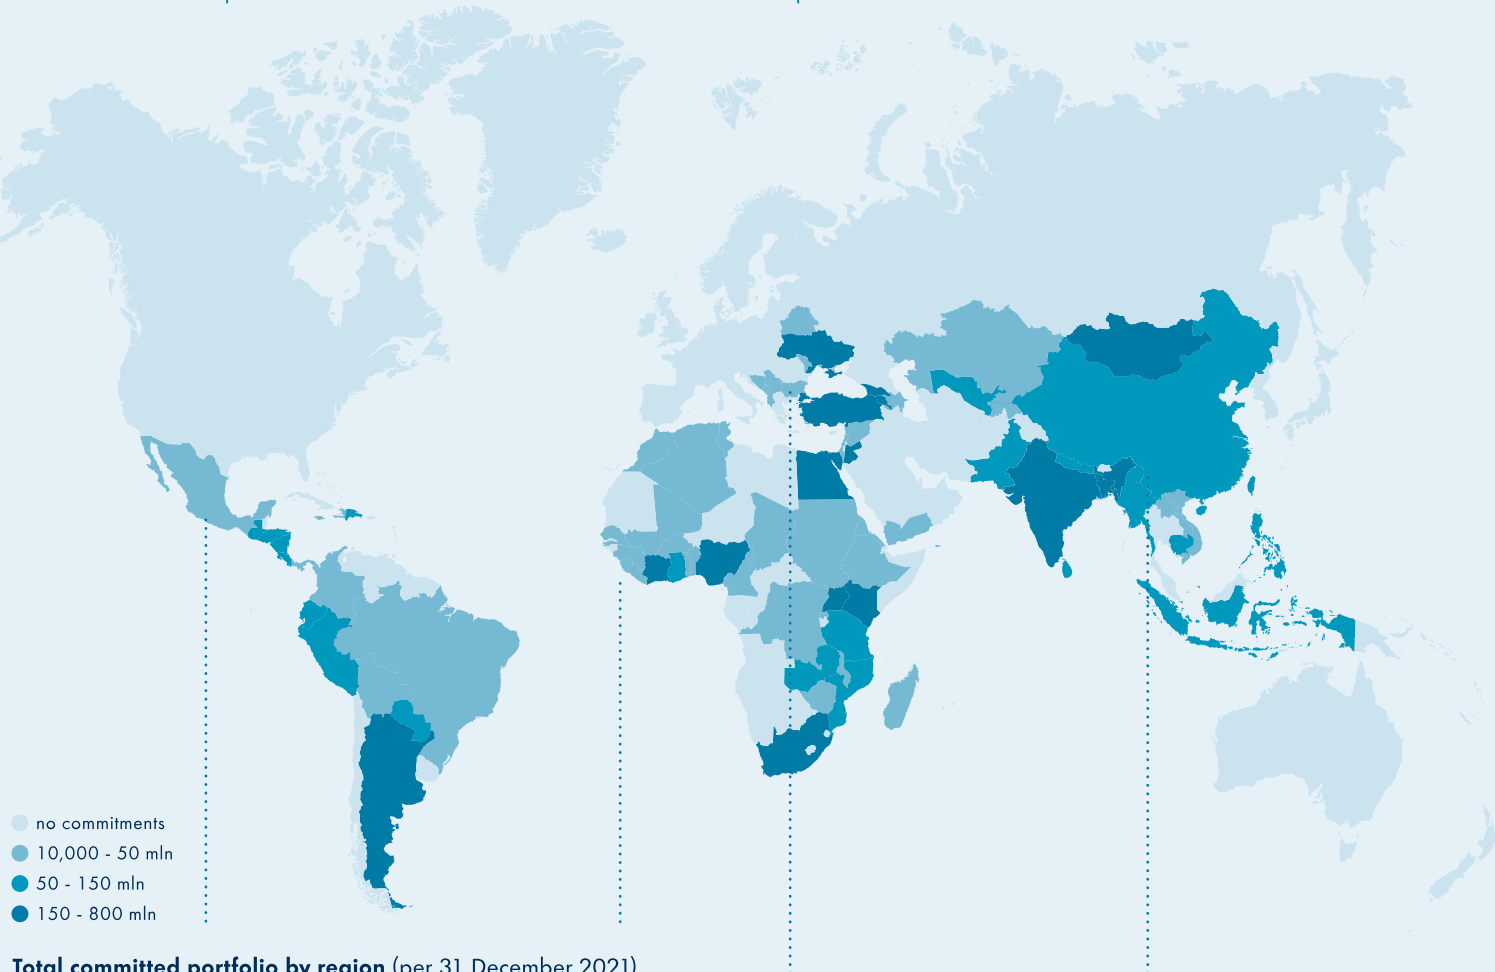 no commitments
10,000 - 50 mln
50 - 150 mln
150 - 800 mln
Total committed portfolio by region (per 31 December 2021)